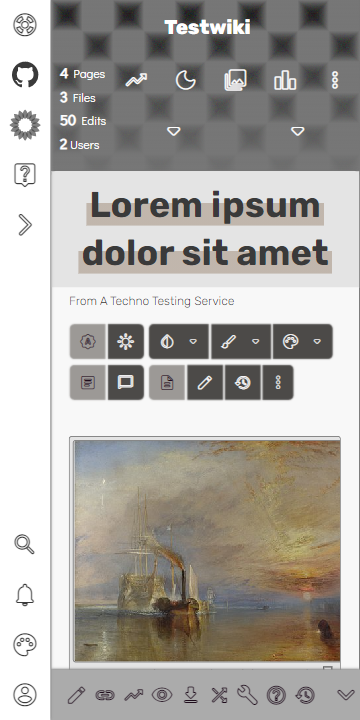 Testwiki
4 Pages
3 Files
50 Edits
2 Users
Lorem ipsum
dolor sit amet
From A Techno Testing Service